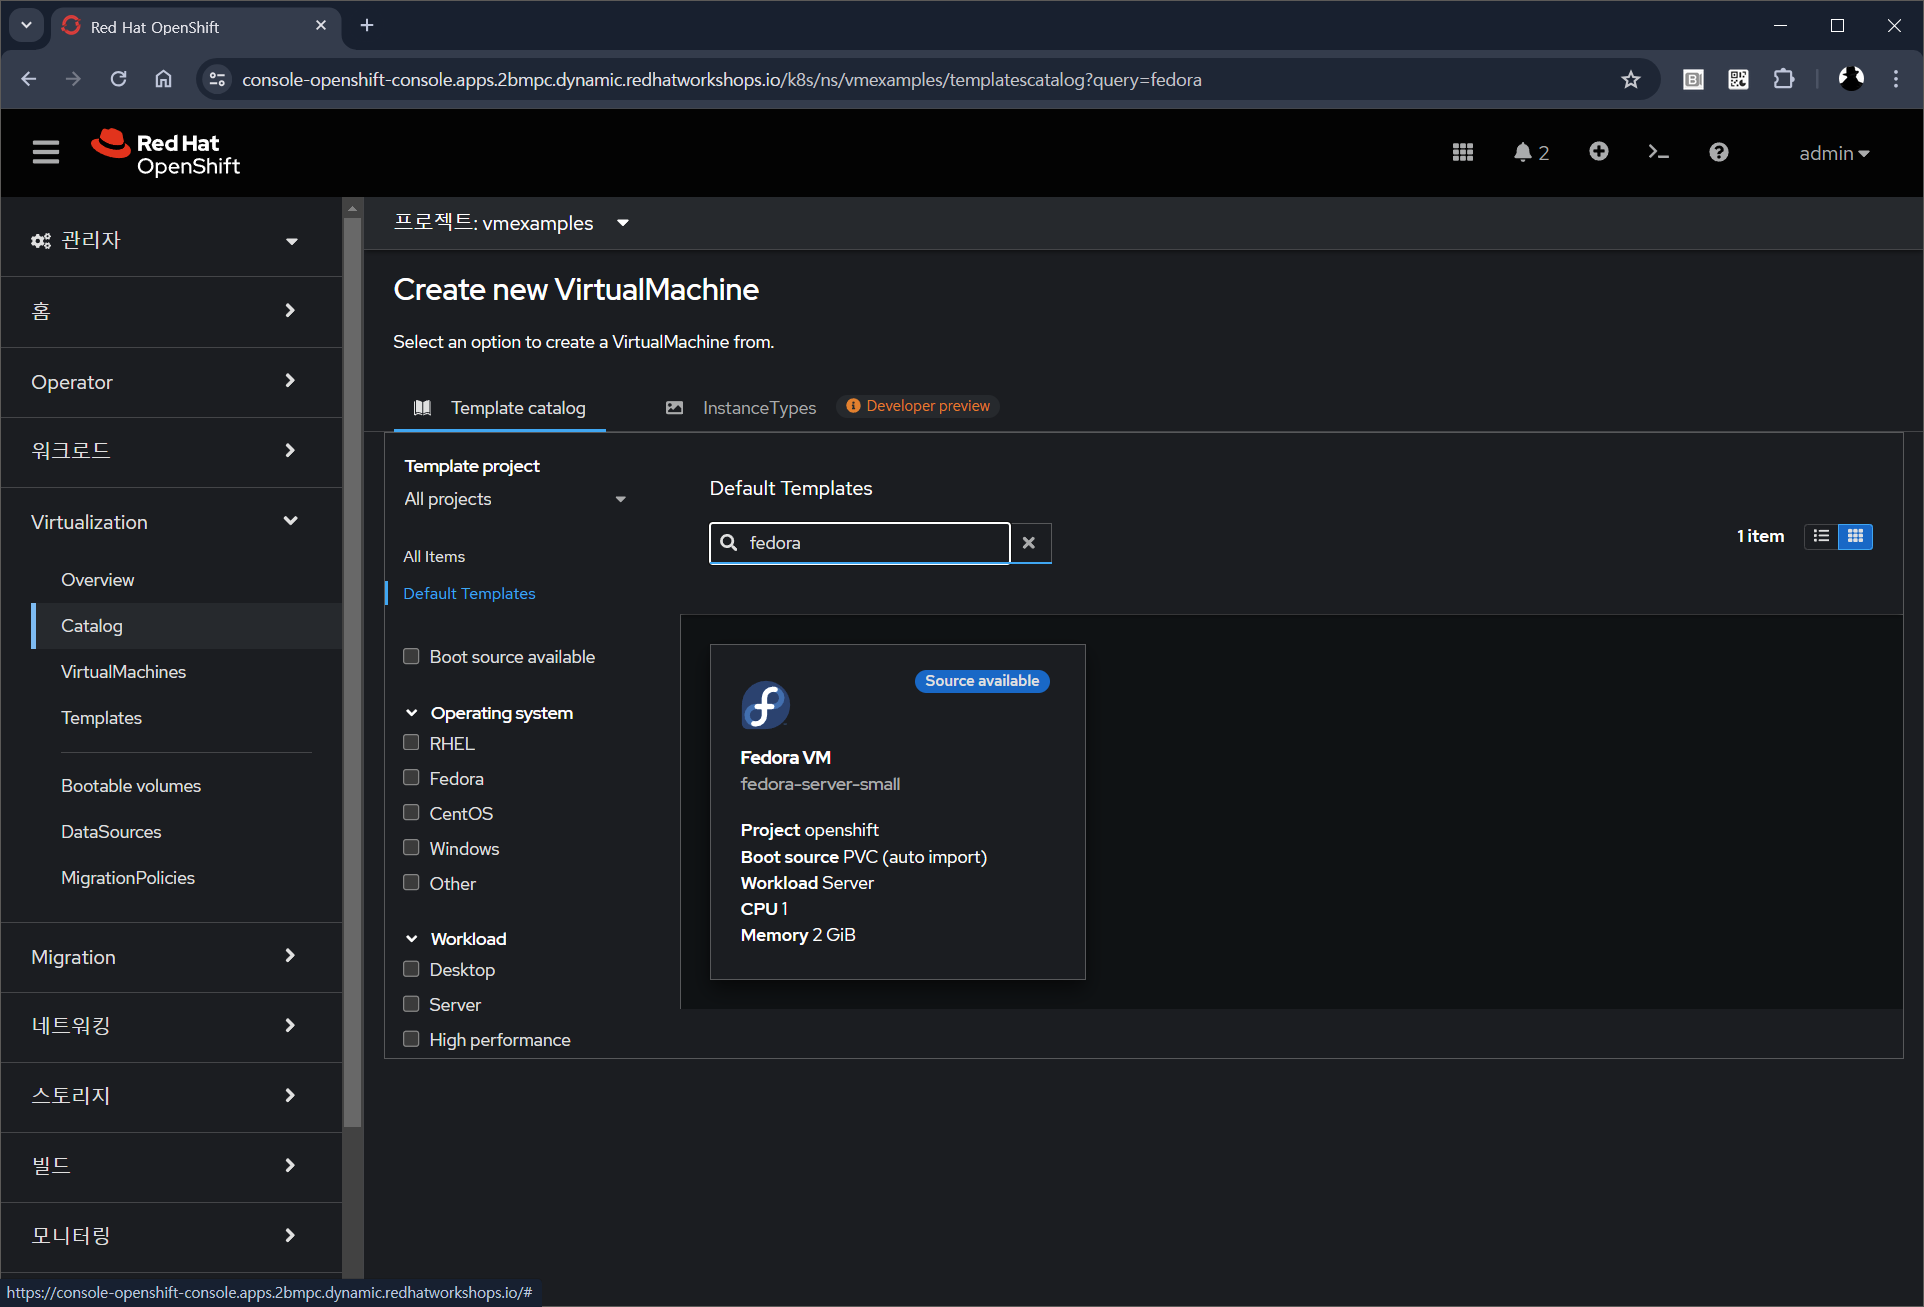 Red Hat OpenShift
console-openshift-console.apps.2bmpc.dynamic.redhatworkshops.io/k8s/ns/vmexamples/templatescatalog?query=fedora
Red Hat
OpenShift
2
admin
관리자
홈
Operator
워크로드
Virtualization
Overview
Catalog
VirtualMachines
Templates
Bootable volumes
DataSources
MigrationPolicies
Migration
네트워킹
스토리지
빌드
모니터링
프로젝트: vmexamples
Create new VirtualMachine
Select an option to create a VirtualMachine from.
Template catalog
InstanceTypes
Developer preview
Template project
All projects
All Items
Default Templates
Boot source available
Operating system
RHEL
Fedora
CentOS
Windows
Other
Workload
Desktop
Server
High performance
Default Templates
fedora
1 item
Source available
Fedora VM
fedora-server-small
Project openshift
Boot source PVC (auto import)
Workload Server
CPU 1
Memory 2 GiB
https://console-openshift-console.apps.2bmpc.dynamic.redhatworkshops.io/#